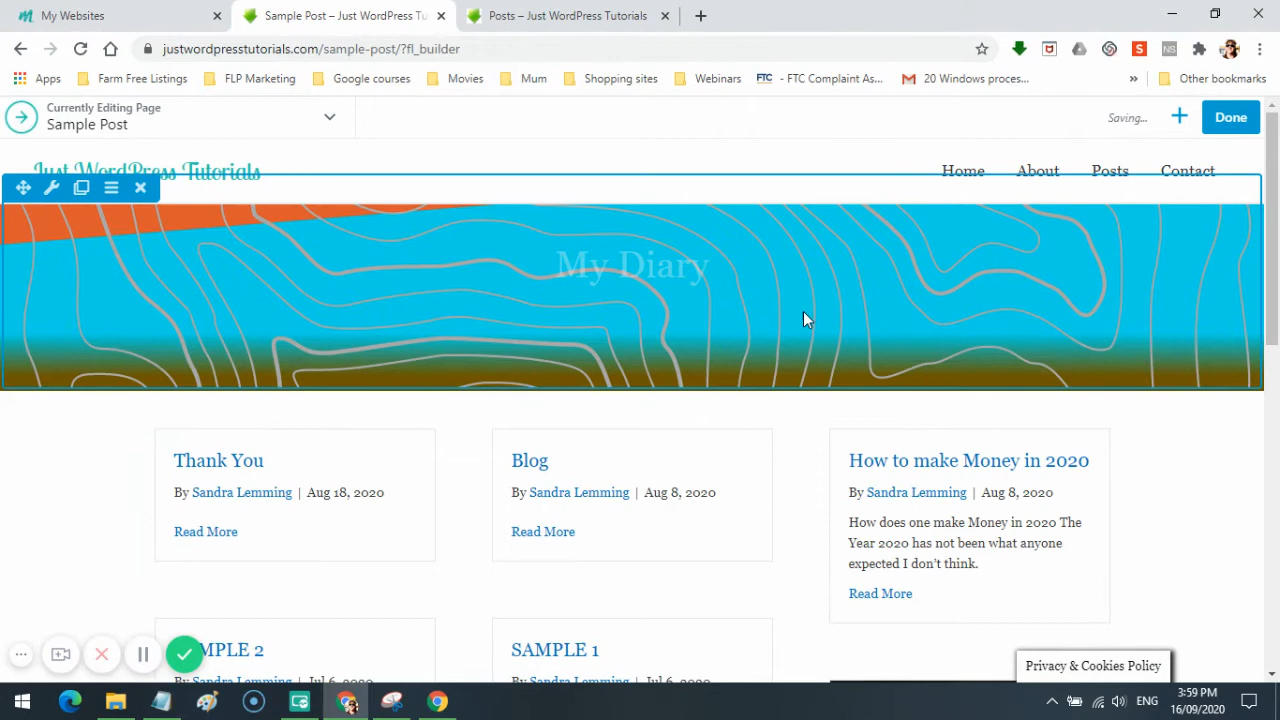 My Websites
Sample Post – Just WordPress Tu
Posts – Just WordPress Tutorials
justwordpresstutorials.com/sample-post/?fl_builder
Apps
Farm Free Listings
FLP Marketing
Google courses
Movies
Mum
Shopping sites
Webinars
FTC - FTC Complaint As...
20 Windows proces...
Other bookmarks
Currently Editing Page
Sample Post
Saving...
Done
Just WordPress Tutorials
Home
About
Posts
Contact
My Diary
Thank You
By Sandra Lemming | Aug 18, 2020
Read More
Blog
By Sandra Lemming | Aug 8, 2020
Read More
How to make Money in 2020
By Sandra Lemming | Aug 8, 2020
How does one make Money in 2020 The
Year 2020 has not been what anyone
expected I don't think.
Read More
MPLE 2
SAMPLE 1
By Sandra Lemming | Jul 6, 2020
Privacy & Cookies Policy
ENG
3:59 PM
16/09/2020